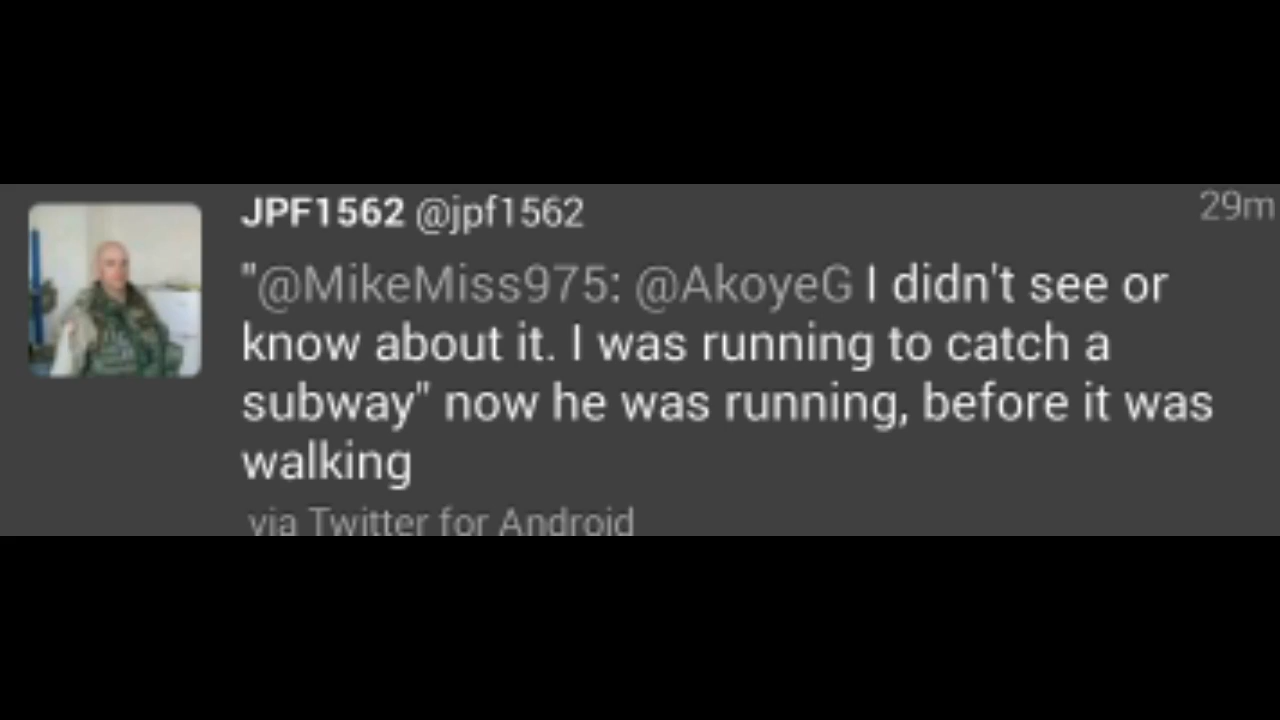 JPF1562 @jpf1562 29m
"@MikeMiss975: @AkoyeG I didn't see or
know about it. I was running to catch a
subway" now he was running, before it was
walking
via Twitter for Android